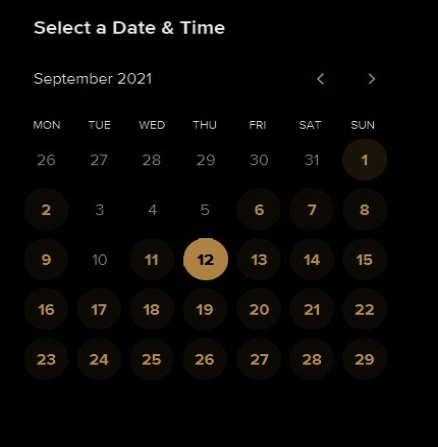 Select a Date & Time
September 2021
MON TUE WED THU FRI SAT SUN
26 27 28 29 30 31 1
2 3 4 5 6 7 8
9 10 11 12 13 14 15
16 17 18 19 20 21 22
23 24 25 26 27 28 29